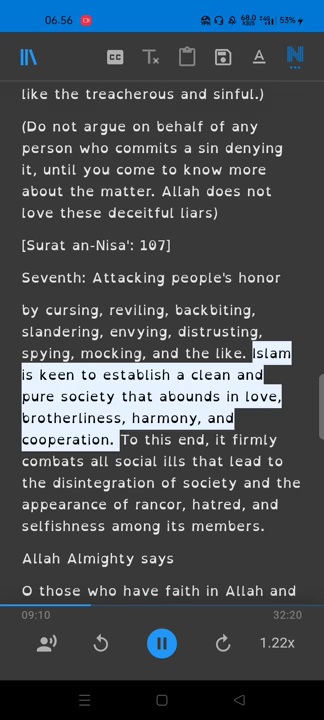 06.56
68.0 KB/S
53%
CC
like the treacherous and sinful.)
(Do not argue on behalf of any
person who commits a sin denying
it, until you come to know more
about the matter. Allah does not
love these deceitful liars)
[Surat an-Nisa': 107]
Seventh: Attacking people's honor
by cursing, reviling, backbiting,
slandering, envying, distrusting,
spying, mocking, and the like. Islam
is keen to establish a clean and
pure society that abounds in love,
brotherliness, harmony, and
cooperation. To this end, it firmly
combats all social ills that lead to
the disintegration of society and the
appearance of rancor, hatred, and
selfishness among its members.
Allah Almighty says
O those who have faith in Allah and
09:10
32:20
1.22x